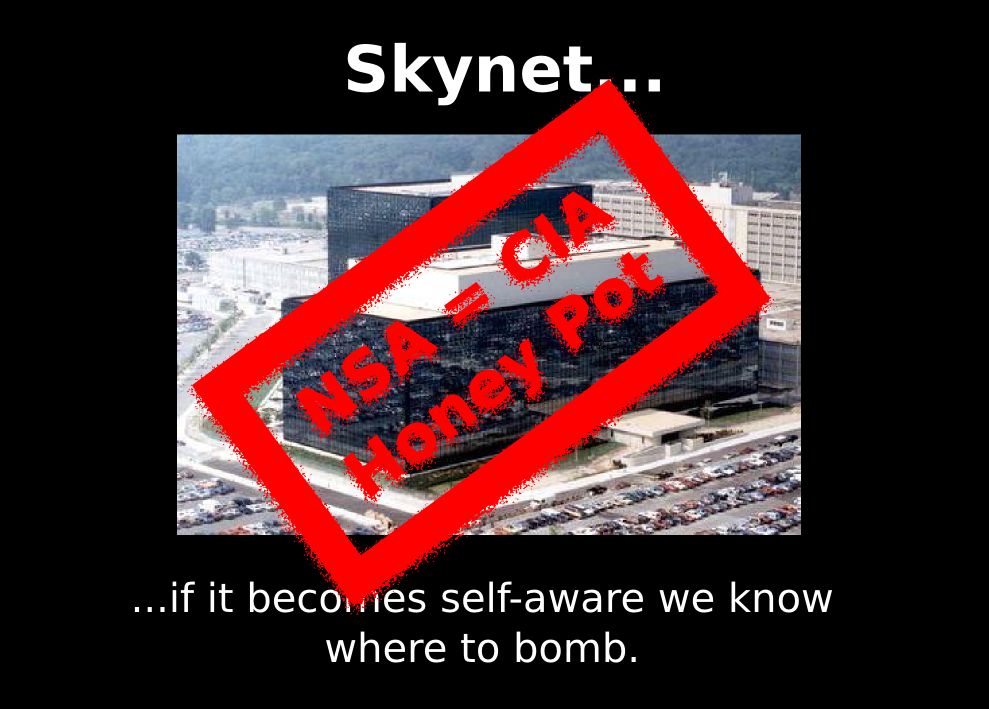 Skynet...
NSA = CIA
Honey Pot
...if it becomes self-aware we know
where to bomb.